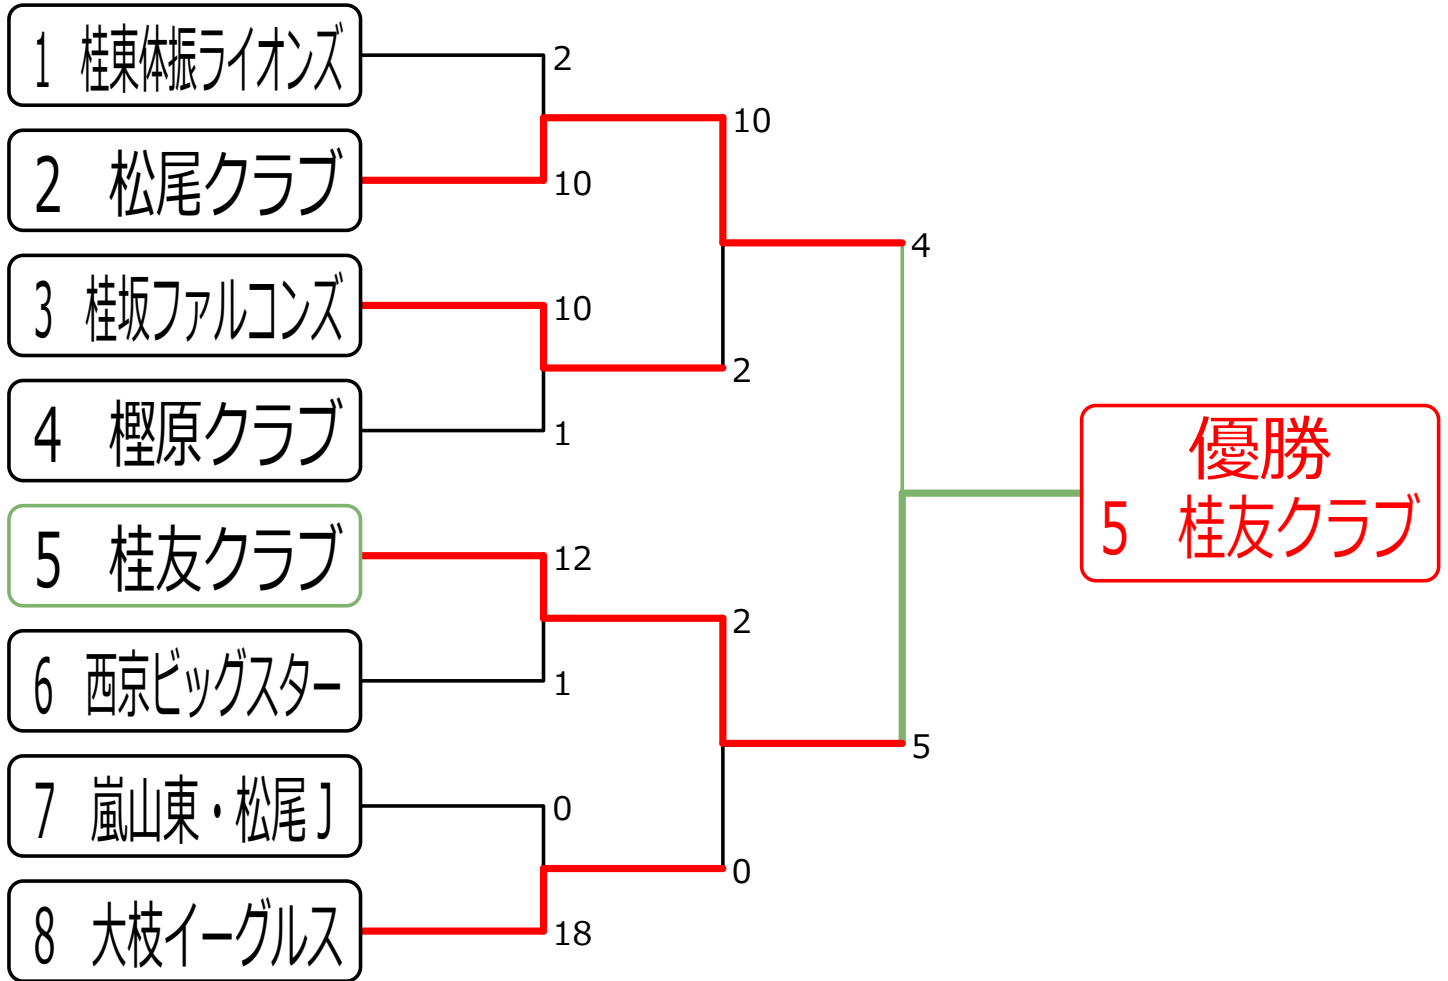 1 桂東体振ライオンズ
2
10
10
2 松尾クラブ
10
4
3 桂坂ファルコンズ
10
2
4 樫原クラブ
1
優勝
5 桂友クラブ
5 桂友クラブ
12
2
6 西京ビッグスター
1
5
7 嵐山東・松尾J
0
0
8 大枝イーグルス
18